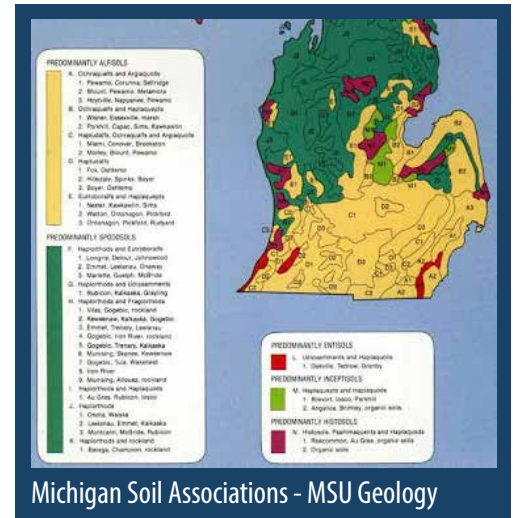 PREDOMINANTLY ALFISOLS
A. Ochraqualfs and Argiaquolls
1. Pewamo, Corunna, Selfridge
2. Blount, Pewamo, Metamora
3. Hoytville, Nappanee, Pewamo
B. Ochraqualfs and Haplaquepts
1. Wisner, Essexville, marsh
2. Parkhill, Capac, Sims, Kawkawlin
C. Hapludalfs, Ochraqualfs and Argiaquolls
1. Miami, Conover, Brookston
2. Morley, Blount, Pewamo
D. Hapludalfs
1. Fox, Oshtemo
2. Hillsdale, Spinks, Boyer
3. Boyer, Oshtemo
E. Eutroboralfs and Haplaquepts
1. Nester, Kawkawlin, Sims
2. Watton, Ontonagon, Pickford
3. Ontonagon, Pickford, Rudyard
PREDOMINANTLY SPODOSOLS
F. Haplorthods and Eutroboralfs
1. Longrie, Detour, Johnswood
2. Emmet, Leelanau, Onaway
3. Marlette, Guelph, McBride
G. Haplorthods and Udipsamments
1. Rubicon, Kalkaska, Grayling
H. Haplorthods and Fragiorthods
1. Vilas, Gogebic, rockland
2. Keweenaw, Kalkaska, Gogebic
3. Emmet, Trenary, Leelanau
4. Gogebic, Iron River, rockland
5. Gogebic, Trenary, Kalkaska
6. Munising, Skanee, Keweenaw
7. Gogebic, Tula, Wakefield
8. Iron River
9. Munising, Allouez, rockland
I. Haplorthods and Haplaquods
1. Au Gres, Rubicon, Iosco
J. Haplorthods
1. Omena, Waiska
2. Leelanau, Emmet, Kalkaska
3. Montcalm, McBride, Rubicon
K. Haplorthods and rockland
1. Baraga, Champion, rockland
PREDOMINANTLY ENTISOLS
L. Udipsamments and Haplaquolls
1. Oakville, Tedrow, Granby
PREDOMINANTLY INCEPTISOLS
M. Haplaquepts and Haplaquods
1. Brevort, Iosco, Parkhill
2. Angelica, Brimley, organic soils
PREDOMINANTLY HISTOSOLS
N. Histosols, Psammaquents and Haplaquods
1. Roscommon, Au Gres, organic soils
2. Organic soils
Michigan Soil Associations - MSU Geology